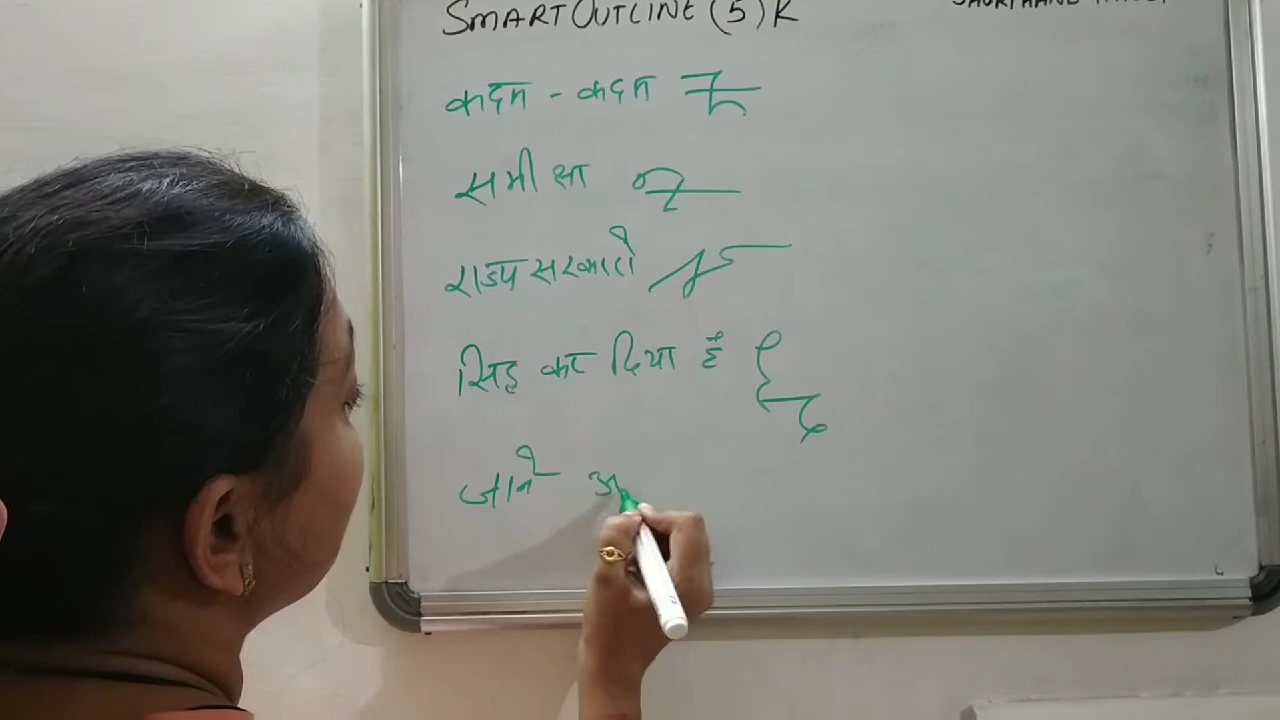 SMART OUTLINE (5) K
कदम - कदम
समीक्षा
राज्य सरकारों
सिद्ध कर दिया है
जाने अ